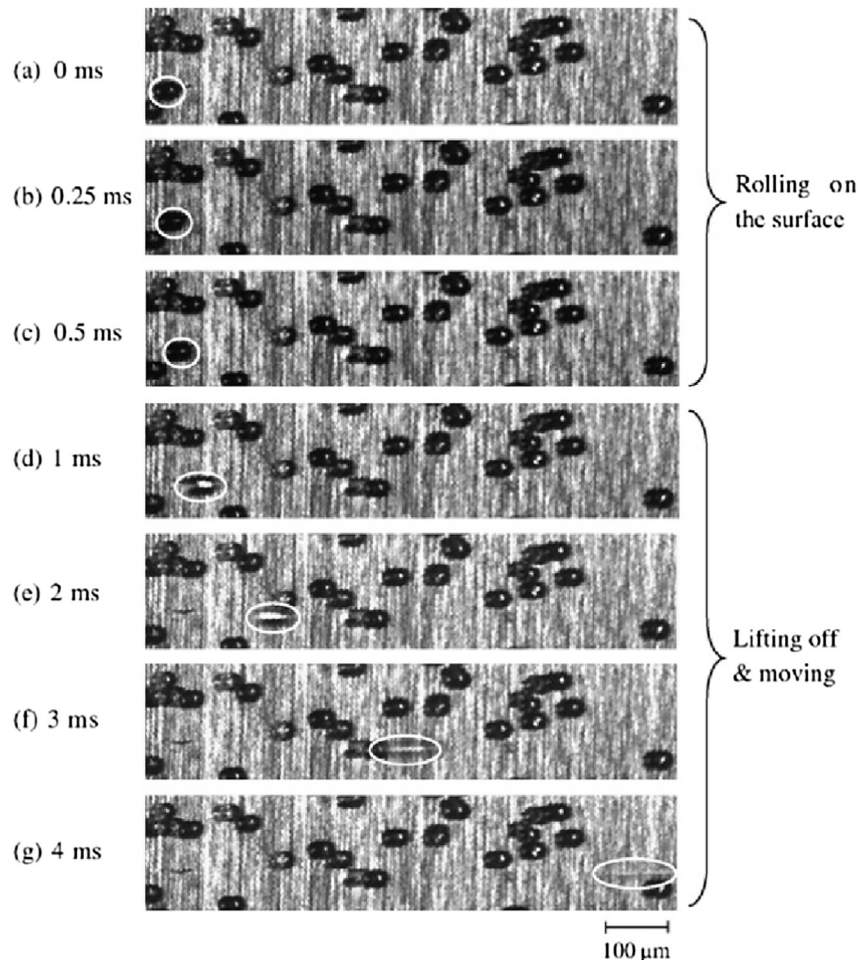 (a) 0 ms
(b) 0.25 ms
(c) 0.5 ms
Rolling on
the surface
(d) 1 ms
(e) 2 ms
(f) 3 ms
(g) 4 ms
Lifting off
& moving
100 μm